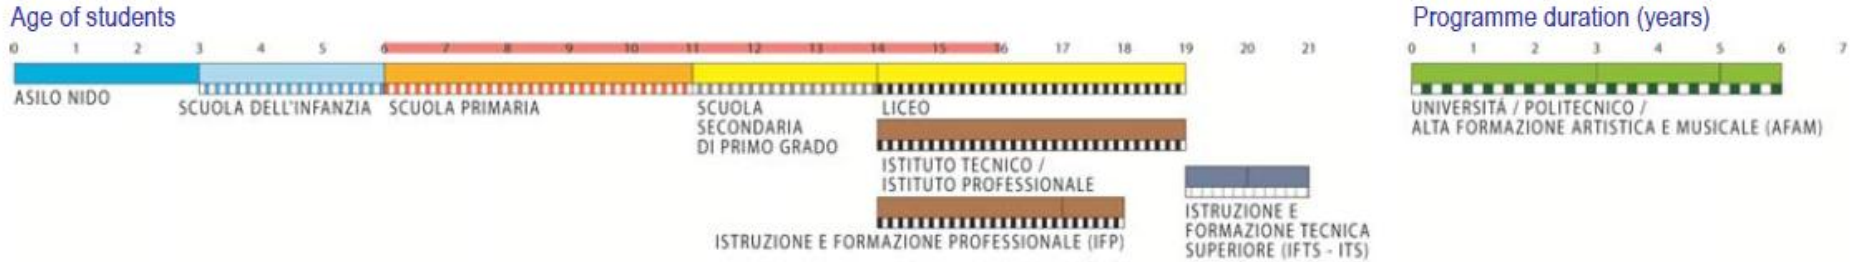 Age of students
Programme duration (years)
0 1 2 3 4 5 6 7 8 9 10 11 12 13 14 15 16 17 18 19 20 21
0 1 2 3 4 5 6 7
ASILO NIDO
SCUOLA DELL'INFANZIA
SCUOLA PRIMARIA
SCUOLA
SECONDARIA
DI PRIMO GRADO
LICEO
ISTITUTO TECNICO /
ISTITUTO PROFESSIONALE
ISTRUZIONE E FORMAZIONE PROFESSIONALE (IFP)
ISTRUZIONE E
FORMAZIONE TECNICA
SUPERIORE (IFTS - ITS)
UNIVERSITÁ / POLITECNICO /
ALTA FORMAZIONE ARTISTICA E MUSICALE (AFAM)